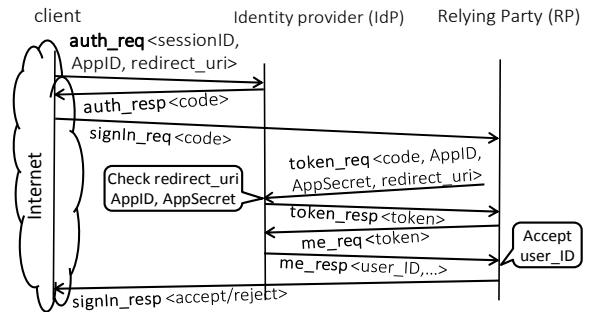 client
Identity provider (IdP)
Relying Party (RP)
auth_req <sessionID,
AppID, redirect_uri>
auth_resp <code>
signIn_req <code>
token_req <code, AppID,
AppSecret, redirect_uri>
Check redirect_uri
AppID, AppSecret
token_resp <token>
me_req <token>
me_resp <user_ID,...>
Accept
user_ID
signIn_resp <accept/reject>
Internet